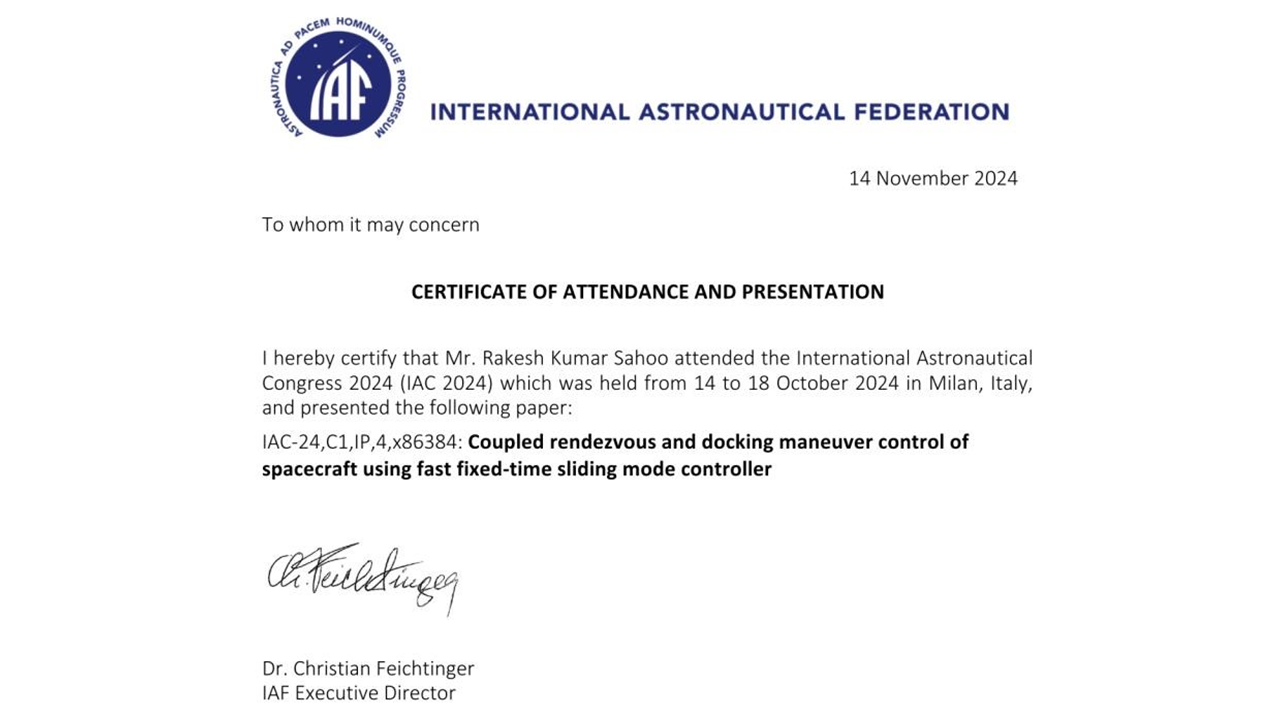 ASTRONAUTICA AD PACEM HOMINUMQUE PROGRESSUM
IAF
INTERNATIONAL ASTRONAUTICAL FEDERATION
14 November 2024
To whom it may concern
CERTIFICATE OF ATTENDANCE AND PRESENTATION
I hereby certify that Mr. Rakesh Kumar Sahoo attended the International Astronautical
Congress 2024 (IAC 2024) which was held from 14 to 18 October 2024 in Milan, Italy,
and presented the following paper:
IAC-24,C1,IP,4,x86384: Coupled rendezvous and docking maneuver control of
spacecraft using fast fixed-time sliding mode controller
Ch. Feichtinger
Dr. Christian Feichtinger
IAF Executive Director